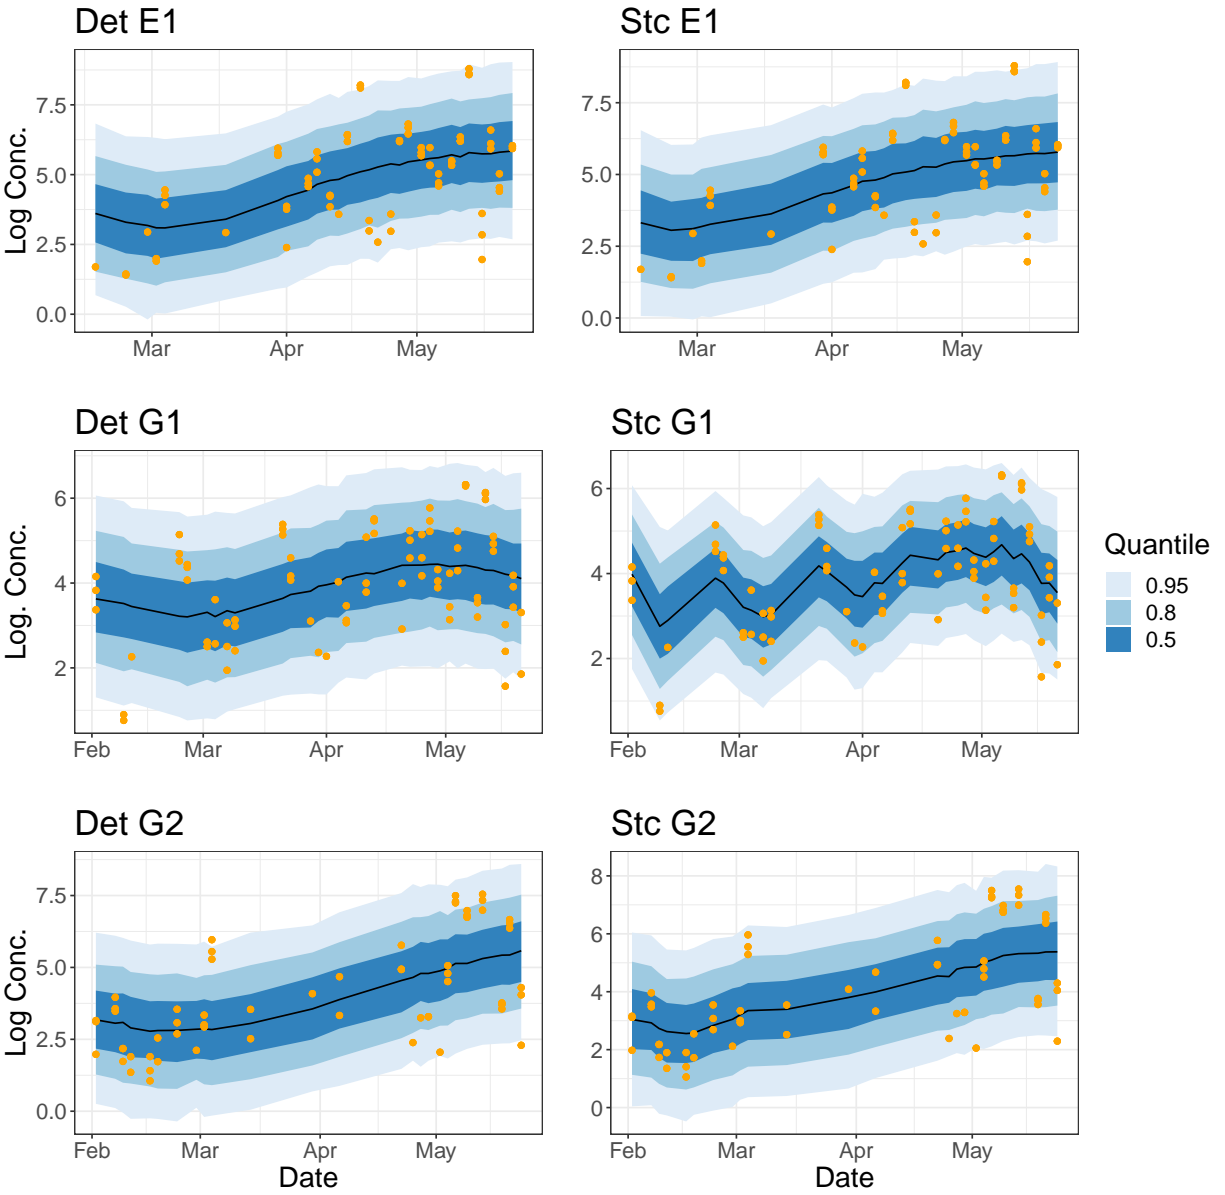 Det E1
Stc E1
Log Conc.
7.5
5.0
2.5
0.0
Mar
Apr
May
7.5
5.0
2.5
0.0
Mar
Apr
May
Det G1
Stc G1
Log. Conc.
6
4
2
Feb
Mar
Apr
May
6
4
2
Feb
Mar
Apr
May
Quantile
0.95
0.8
0.5
Det G2
Stc G2
Log Conc.
7.5
5.0
2.5
0.0
Feb
Mar
Apr
May
Date
8
6
4
2
0
Feb
Mar
Apr
May
Date